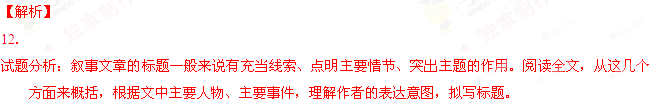 【解析】
12.
试题分析：叙事文章的标题一般来说有充当线索、点明主要情节、突出主题的作用。阅读全文，从这几个
方面来概括，根据文中主要人物、主要事件，理解作者的表达意图，拟写标题。